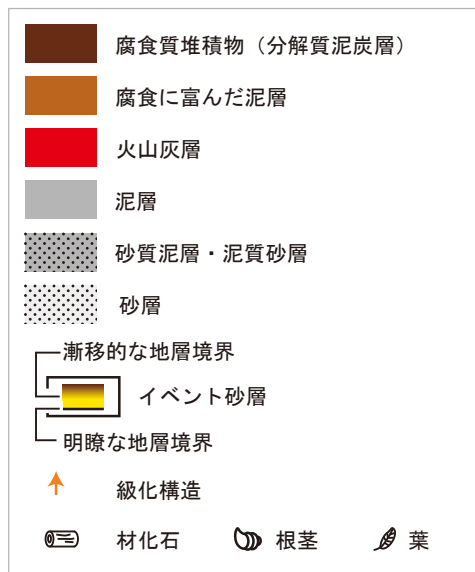 腐食質堆積物（分解質泥炭層）
腐食に富んだ泥層
火山灰層
泥層
砂質泥層・泥質砂層
砂層
漸移的な地層境界
イベント砂層
明瞭な地層境界
級化構造
材化石 根茎 葉